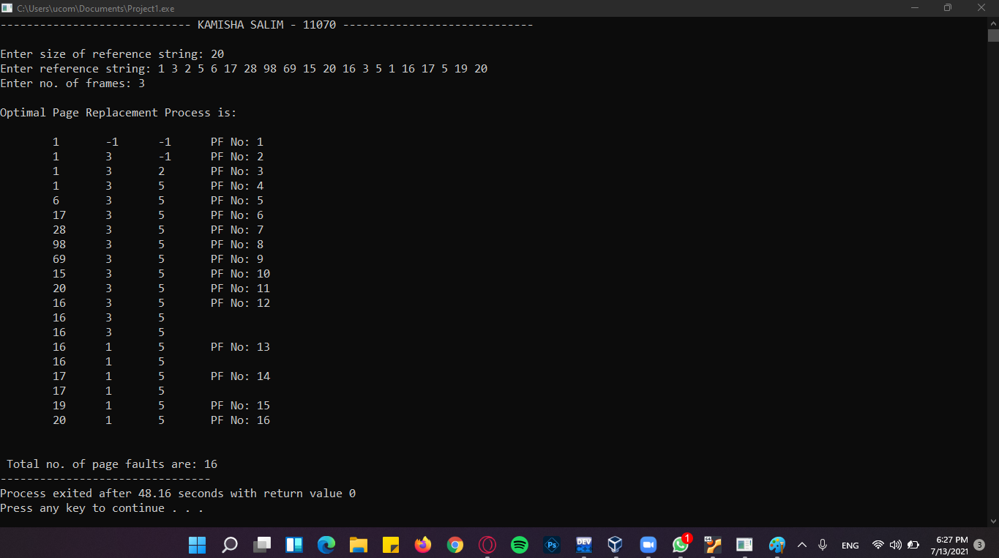 C:\Users\ucom\Documents\Project1.exe
----------------------------- KAMISHA SALIM - 11070 -----------------------------
Enter size of reference string: 20
Enter reference string: 1 3 2 5 6 17 28 98 69 15 20 16 3 5 1 16 17 5 19 20
Enter no. of frames: 3
Optimal Page Replacement Process is:
1 -1 -1 PF No: 1
1 3 -1 PF No: 2
1 3 2 PF No: 3
1 3 5 PF No: 4
6 3 5 PF No: 5
17 3 5 PF No: 6
28 3 5 PF No: 7
98 3 5 PF No: 8
69 3 5 PF No: 9
15 3 5 PF No: 10
20 3 5 PF No: 11
16 3 5 PF No: 12
16 3 5
16 3 5
16 1 5 PF No: 13
16 1 5
17 1 5 PF No: 14
17 1 5
19 1 5 PF No: 15
20 1 5 PF No: 16
Total no. of page faults are: 16
--------------------------------
Process exited after 48.16 seconds with return value 0
Press any key to continue . . .
Ps DEV 1 ENG 6:27 PM 3
7/13/2021